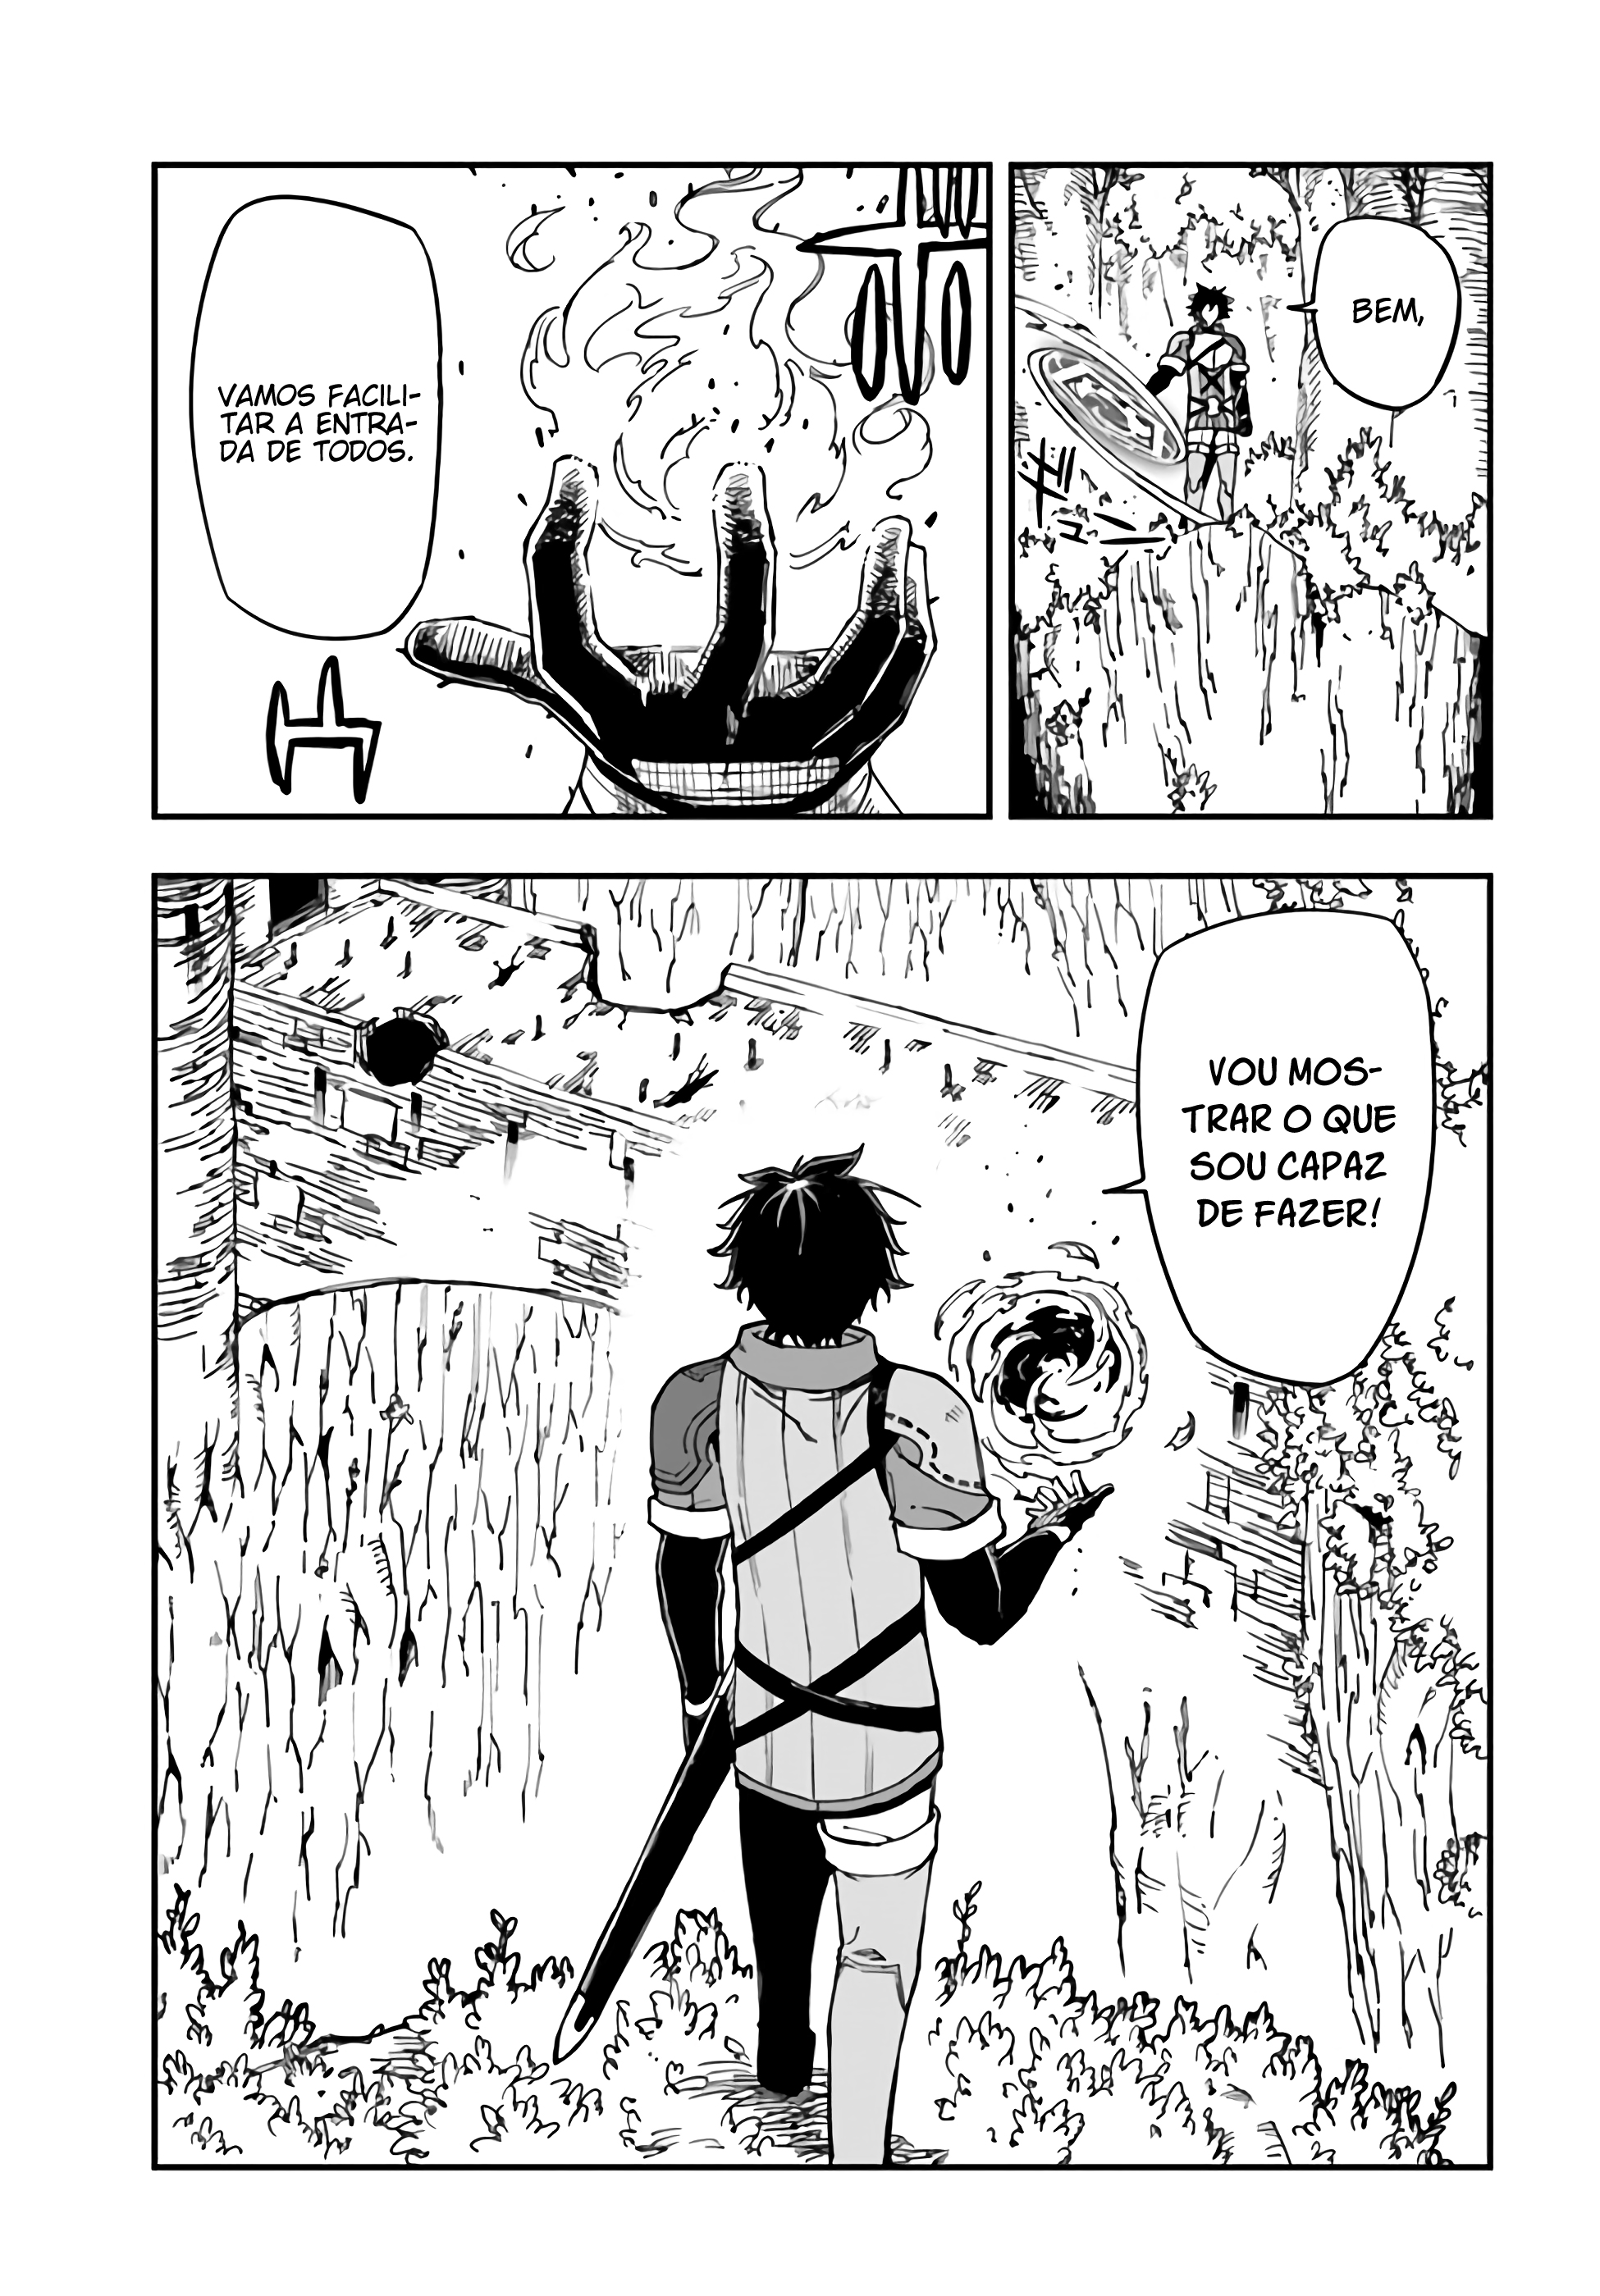 BEM,
VAMOS FACILI-
TAR A ENTRA-
DA DE TODOS.
VOU MOS-
TRAR O QUE
SOU CAPAZ
DE FAZER!